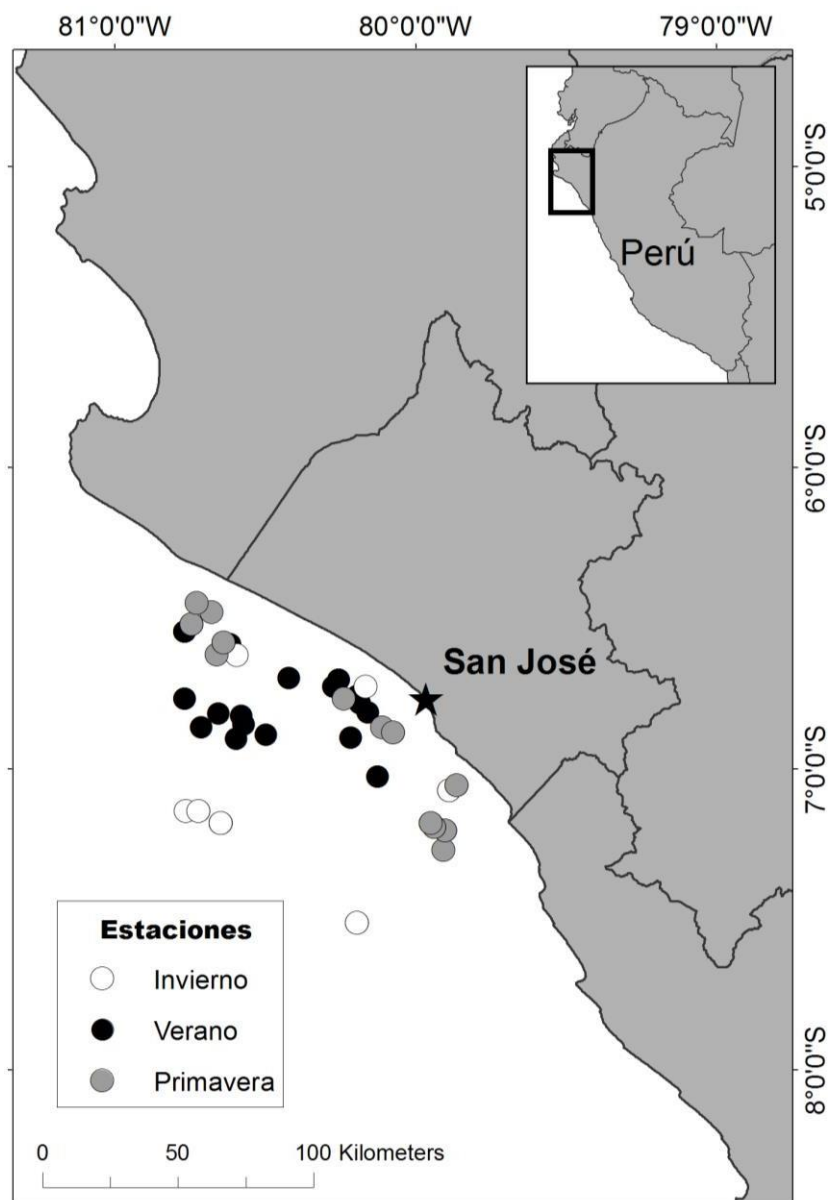 81°0'0"W 80°0'0"W 79°0'0"W
5°0'0"S
Perú
6°0'0"S
San José
7°0'0"S
Estaciones
Invierno
Verano
Primavera
8°0'0"S
0 50 100 Kilometers